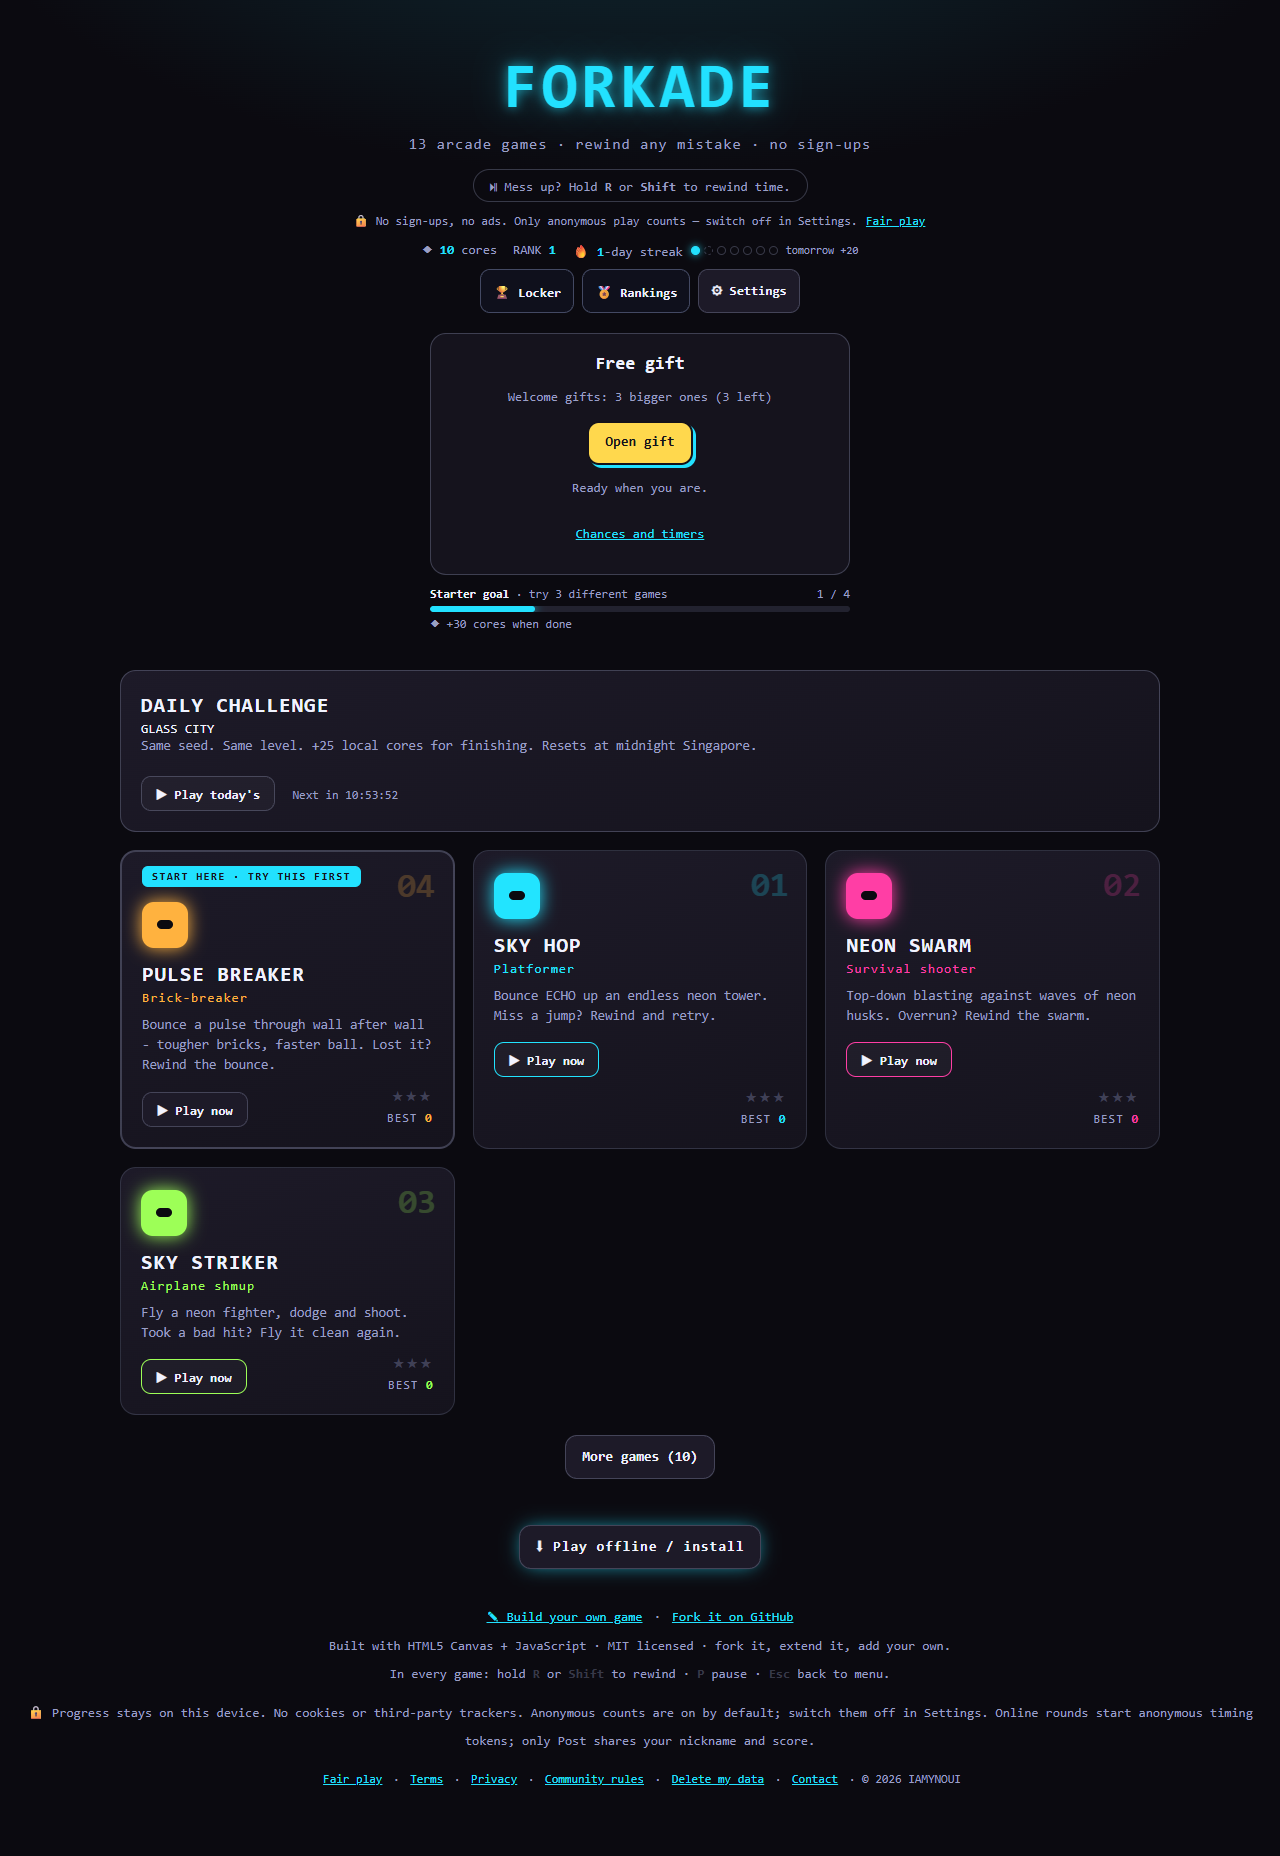 FORKADE
13 arcade games · rewind any mistake · no sign-ups
⏯ Mess up? Hold R or Shift to rewind time.
🔒 No sign-ups, no ads. Only anonymous play counts — switch off in Settings. Fair play
◆ 10 cores RANK 1 🔥 1-day streak tomorrow +20
🏆 Locker 🏅 Rankings ⚙ Settings
Free gift
Welcome gifts: 3 bigger ones (3 left)
Open gift
Ready when you are.
Chances and timers
Starter goal · try 3 different games 1 / 4
◆ +30 cores when done
DAILY CHALLENGE
GLASS CITY
Same seed. Same level. +25 local cores for finishing. Resets at midnight Singapore.
▶ Play today's Next in 10:53:52
START HERE · TRY THIS FIRST
04
PULSE BREAKER
Brick-breaker
Bounce a pulse through wall after wall
- tougher bricks, faster ball. Lost it?
Rewind the bounce.
▶ Play now
★★★
BEST 0
01
SKY HOP
Platformer
Bounce ECHO up an endless neon tower.
Miss a jump? Rewind and retry.
▶ Play now
★★★
BEST 0
02
NEON SWARM
Survival shooter
Top-down blasting against waves of neon
husks. Overrun? Rewind the swarm.
▶ Play now
★★★
BEST 0
03
SKY STRIKER
Airplane shmup
Fly a neon fighter, dodge and shoot.
Took a bad hit? Fly it clean again.
▶ Play now
★★★
BEST 0
More games (10)
⬇ Play offline / install
✏ Build your own game · Fork it on GitHub
Built with HTML5 Canvas + JavaScript · MIT licensed · fork it, extend it, add your own.
In every game: hold R or Shift to rewind · P pause · Esc back to menu.
🔒 Progress stays on this device. No cookies or third-party trackers. Anonymous counts are on by default; switch them off in Settings. Online rounds start anonymous timing
tokens; only Post shares your nickname and score.
Fair play · Terms · Privacy · Community rules · Delete my data · Contact · © 2026 IAMYNOUI